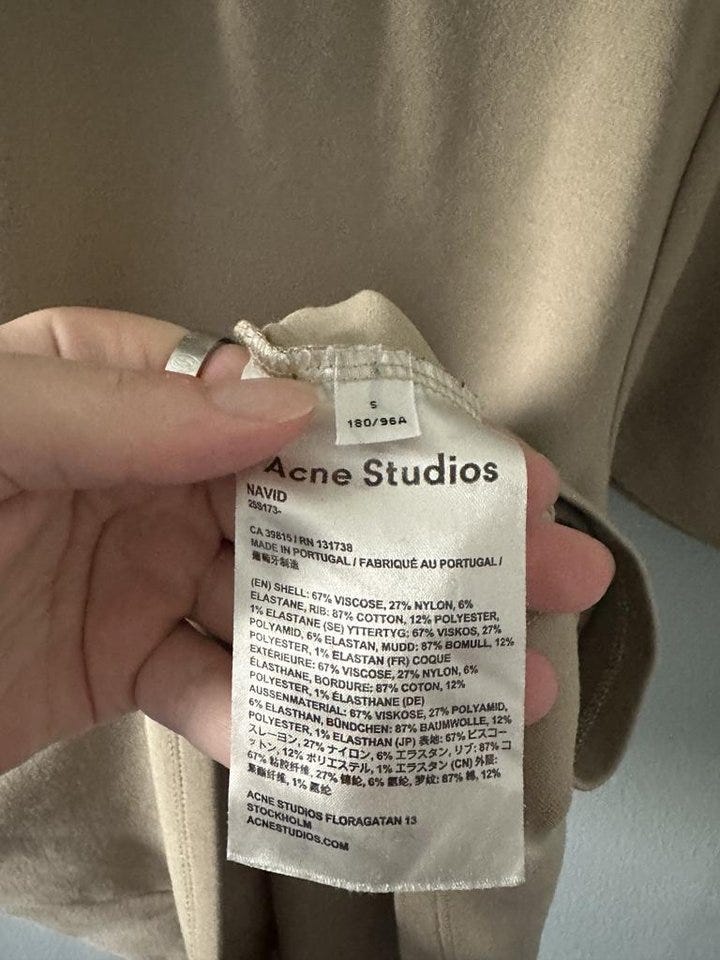 S
180/96A
Acne Studios
NAVID
25S173-
CA 39815 / RN 131738
MADE IN PORTUGAL / FABRIQUÉ AU PORTUGAL /
葡萄牙制造
(EN) SHELL: 67% VISCOSE, 27% NYLON, 6%
ELASTANE, RIB: 87% COTTON, 12% POLYESTER,
1% ELASTANE (SE) YTTERTYG: 67% VISKOS, 27%
POLYAMID, 6% ELASTAN, MUDD: 87% BOMULL, 12%
POLYESTER, 1% ELASTAN (FR) COQUE
EXTÉRIEURE: 67% VISCOSE, 27% NYLON, 6%
ÉLASTHANE, BORDURE: 87% COTON, 12%
POLYESTER, 1% ÉLASTHANE (DE)
AUSSENMATERIAL: 67% VISKOSE, 27% POLYAMID,
6% ELASTHAN, BÜNDCHEN: 87% BAUMWOLLE, 12%
POLYESTER, 1% ELASTHAN (JP) 表地: 67% ビスコー
スレーヨン, 27% ナイロン, 6% エラスタン, リブ: 87% コ
ットン, 12% ポリエステル, 1% エラスタン (CN) 外层:
67% 粘胶纤维, 27% 锦纶, 6% 氨纶, 罗纹: 87% 棉, 12%
聚酯纤维, 1% 氨纶
ACNE STUDIOS FLORAGATAN 13
STOCKHOLM
ACNESTUDIOS.COM